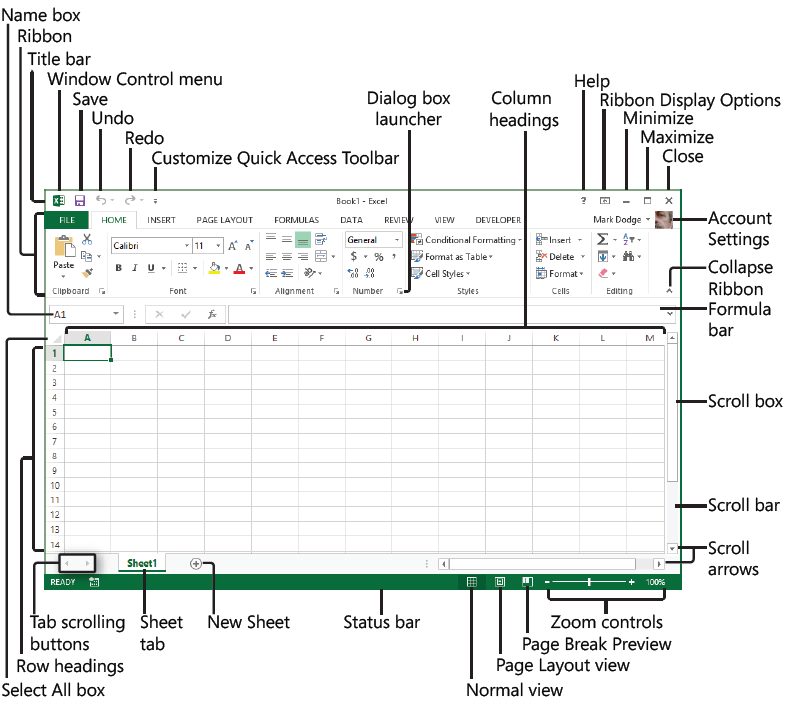 Name box
Ribbon
Title bar
Window Control menu
Save
Undo
Redo
Customize Quick Access Toolbar
Dialog box
launcher
Column
headings
Help
Ribbon Display Options
Minimize
Maximize
Close
Book1 - Excel
?
FILE HOME INSERT PAGE LAYOUT FORMULAS DATA REVIEW VIEW DEVELOPER Mark Dodge
Account
Settings
Paste
Calibri 11
B I U
General
$ % ,
Conditional Formatting
Format as Table
Cell Styles
Insert
Delete
Format
Clipboard Font Alignment Number Styles Cells Editing
Collapse
Ribbon
A1
fx
Formula
bar
A B C D E F G H I J K L M
1
2
3
4
5
6
7
8
9
10
11
12
13
14
Scroll box
Scroll bar
Scroll
arrows
Sheet1
READY
100%
Tab scrolling
buttons
Sheet
tab
New Sheet
Status bar
Zoom controls
Page Break Preview
Page Layout view
Normal view
Row headings
Select All box